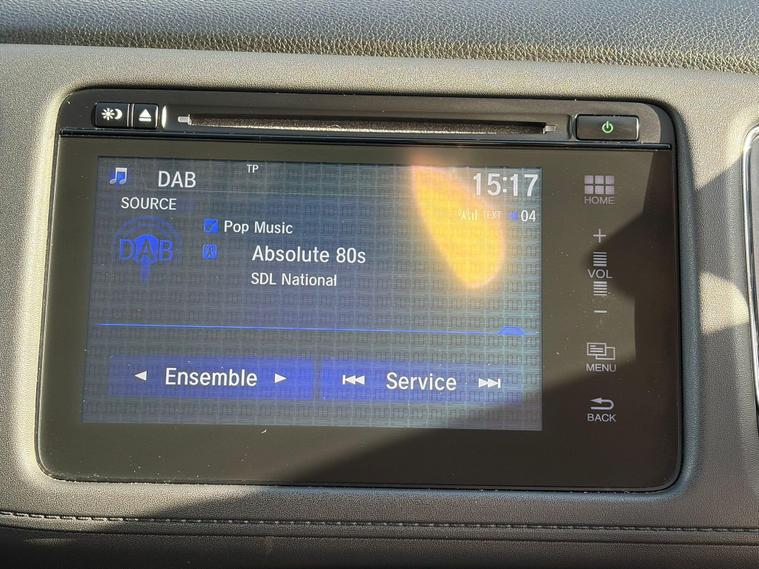 DAB
TP
15:17
SOURCE
EXT
04
Pop Music
DAB
Absolute 80s
SDL National
Ensemble
Service
HOME
+
VOL
−
MENU
BACK